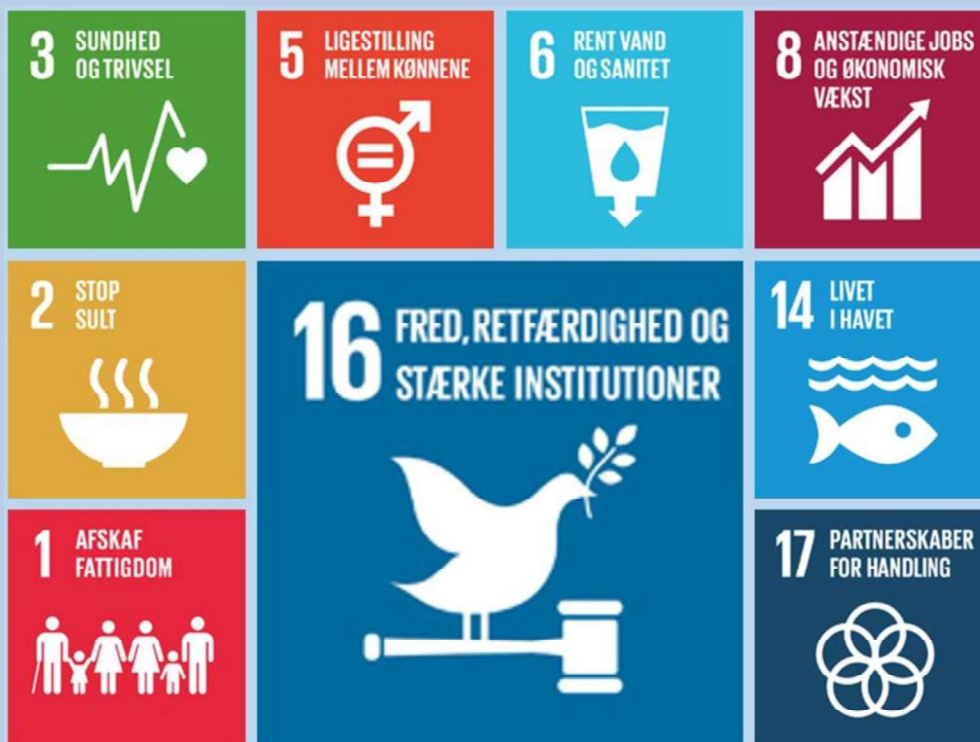 3 SUNDHED
OG TRIVSEL
5 LIGESTILLING
MELLEM KØNNENE
6 RENT VAND
OG SANITET
8 ANSTÆNDIGE JOBS
OG ØKONOMISK
VÆKST
2 STOP
SULT
16 FRED, RETFÆRDIGHED OG
STÆRKE INSTITUTIONER
14 LIVET
I HAVET
1 AFSKAF
FATTIGDOM
17 PARTNERSKABER
FOR HANDLING